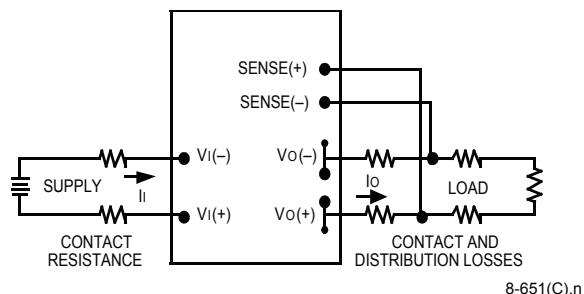 SENSE(+)
SENSE(–)
VI(–)
VO(–)
SUPPLY
II
IO
LOAD
VI(+)
VO(+)
CONTACT
RESISTANCE
CONTACT AND
DISTRIBUTION LOSSES
8-651(C).n